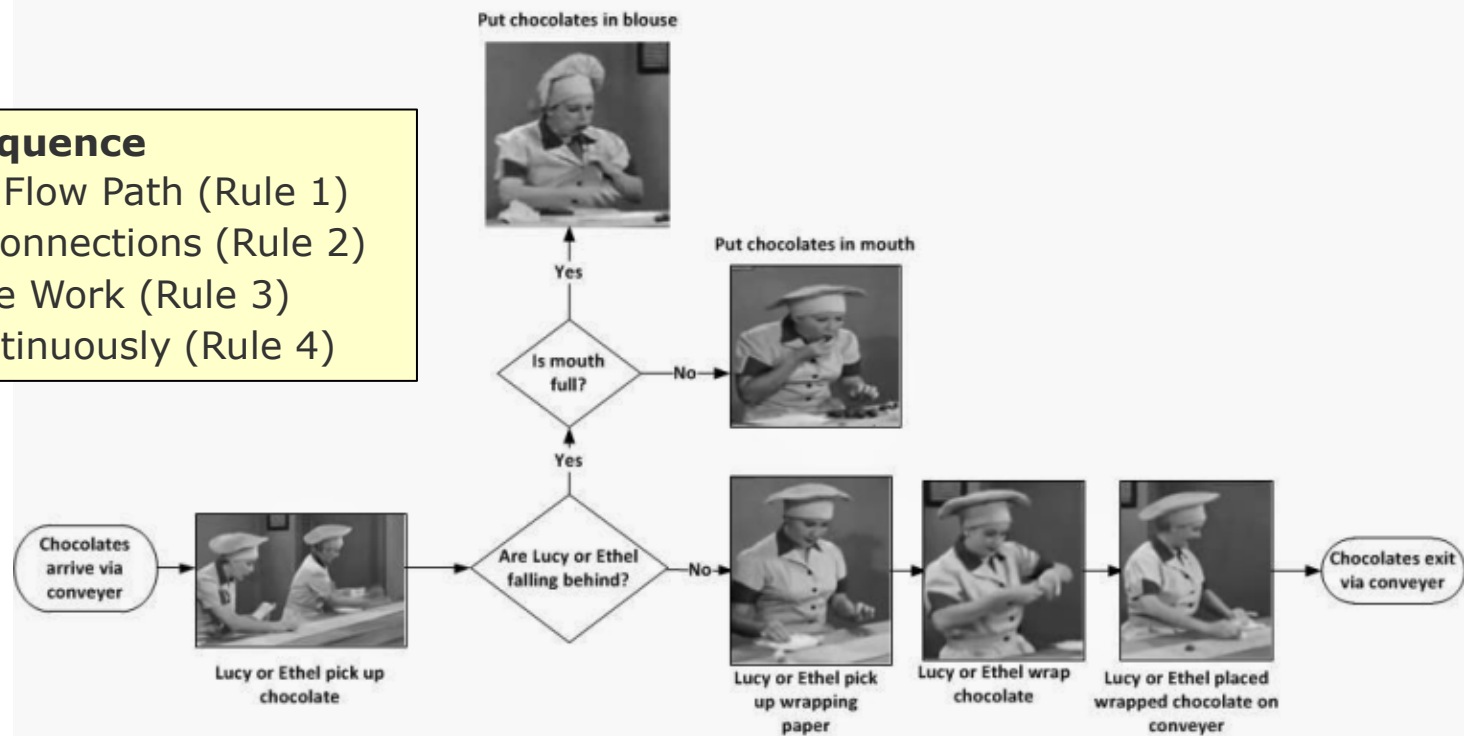 Put chocolates in blouse
quence
Flow Path (Rule 1)
onnections (Rule 2)
e Work (Rule 3)
tinuously (Rule 4)
Yes
Put chocolates in mouth
Is mouth
full?
No
Yes
Chocolates
arrive via
conveyer
Are Lucy or Ethel
falling behind?
No
Chocolates exit
via conveyer
Lucy or Ethel pick up
chocolate
Lucy or Ethel pick
up wrapping
paper
Lucy or Ethel wrap
chocolate
Lucy or Ethel placed
wrapped chocolate on
conveyer